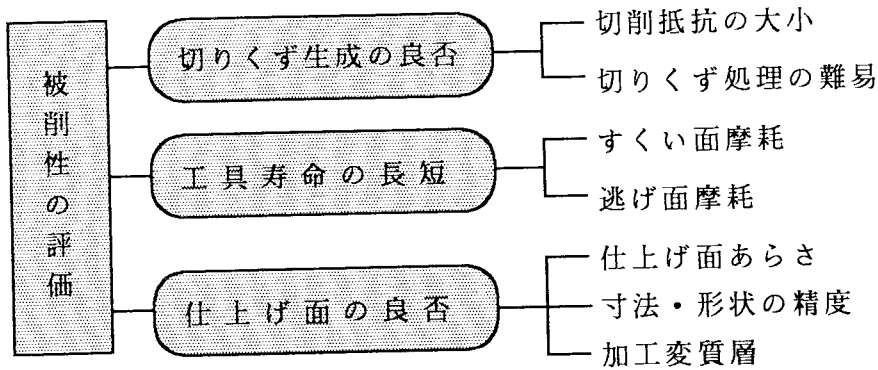 被削性の評価
切りくず生成の良否
切削抵抗の大小
切りくず処理の難易
工具寿命の長短
すくい面摩耗
逃げ面摩耗
仕上げ面の良否
仕上げ面あらさ
寸法・形状の精度
加工変質層